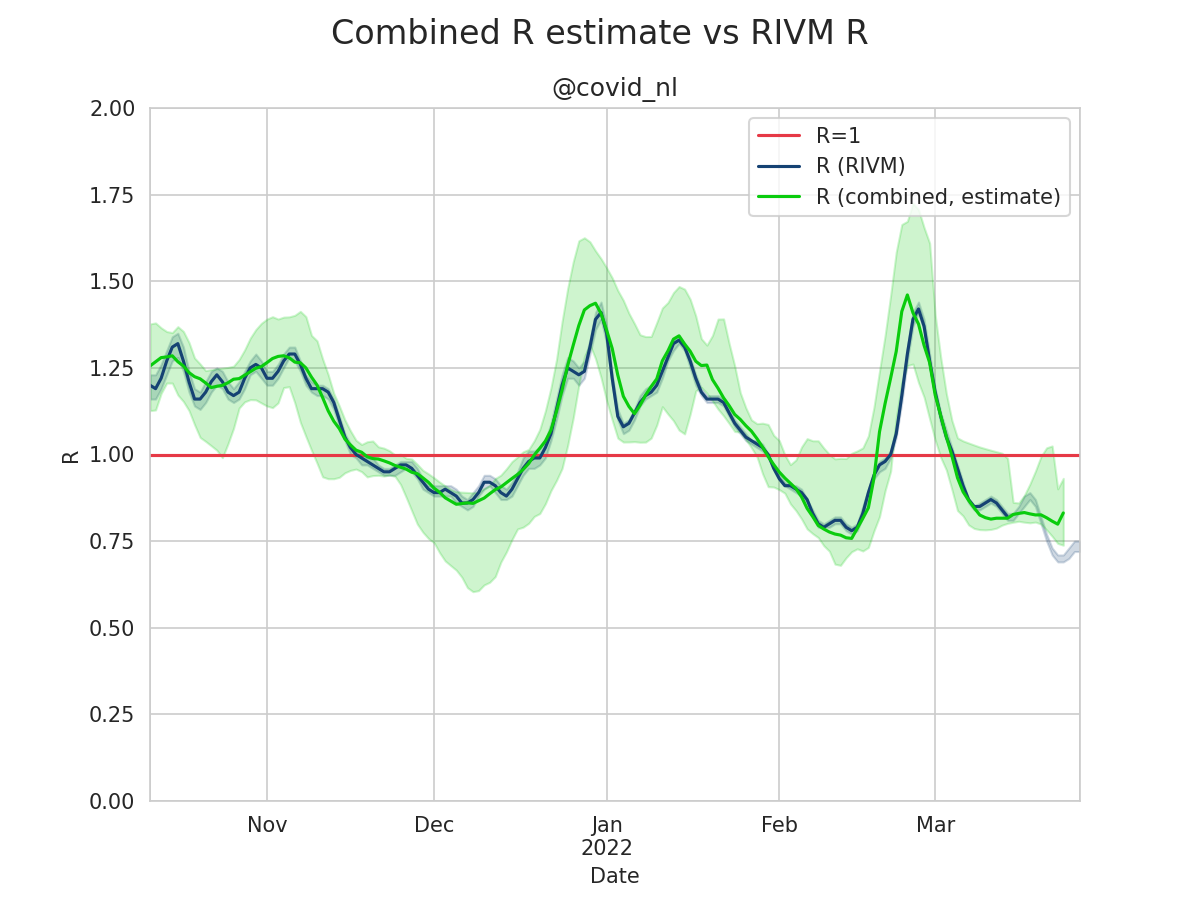 Combined R estimate vs RIVM R
@covid_nl
R=1
R (RIVM)
R (combined, estimate)
2.00
1.75
1.50
1.25
1.00
0.75
0.50
0.25
0.00
R
Nov
Dec
Jan
2022
Feb
Mar
Date